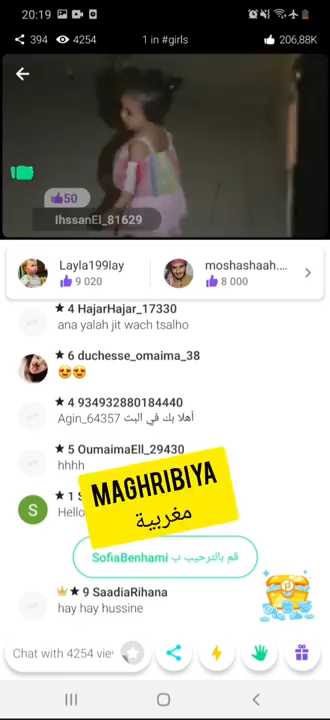 20:19
394 4254 1 in #girls 206,88K
50
IhssanEl_81629
Layla199lay
9 020
moshashaah....
8 000
★ 4 HajarHajar_17330
ana yalah jit wach tsalho
★ 6 duchesse_omaima_38
😍😍
★ 4 934932880184440
Agin_64357 أهلا بك في البث
★ 5 OumaimaEll_29430
hhhh
★ 1 S
Hello
MAGHRIBIYA
مغربية
قم بالترحيب ب SofiaBenhami
★ 9 SaadiaRihana
hay hay hussine
Chat with 4254 vie